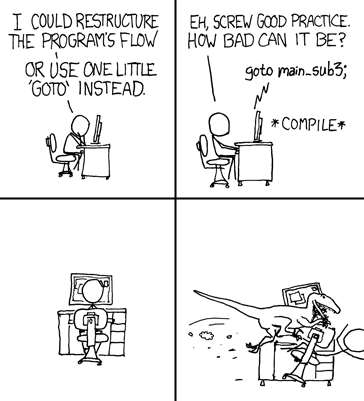 I COULD RESTRUCTURE
THE PROGRAM'S FLOW
OR USE ONE LITTLE
'GOTO' INSTEAD.
EH, SCREW GOOD PRACTICE.
HOW BAD CAN IT BE?
goto main_sub3;
*COMPILE*